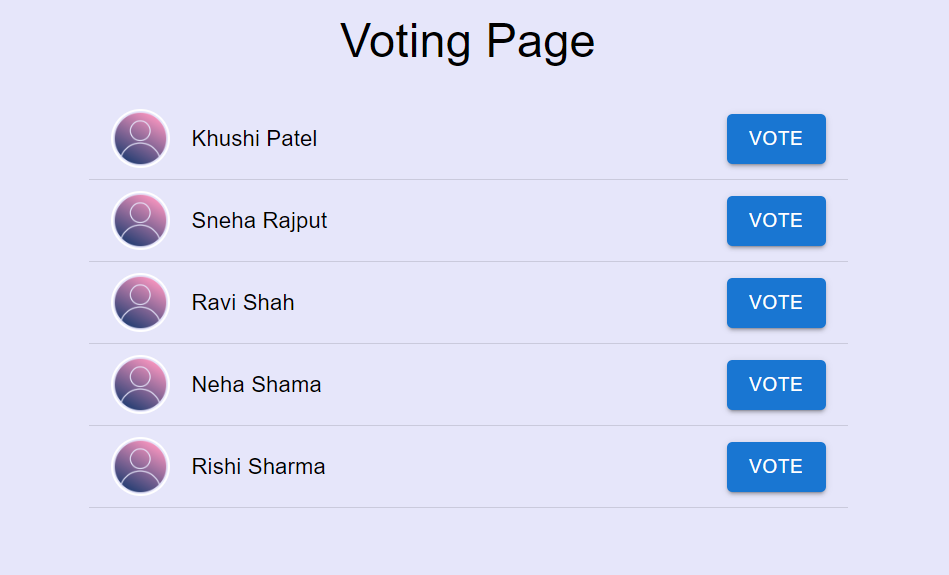 Voting Page
Khushi Patel VOTE
Sneha Rajput VOTE
Ravi Shah VOTE
Neha Shama VOTE
Rishi Sharma VOTE